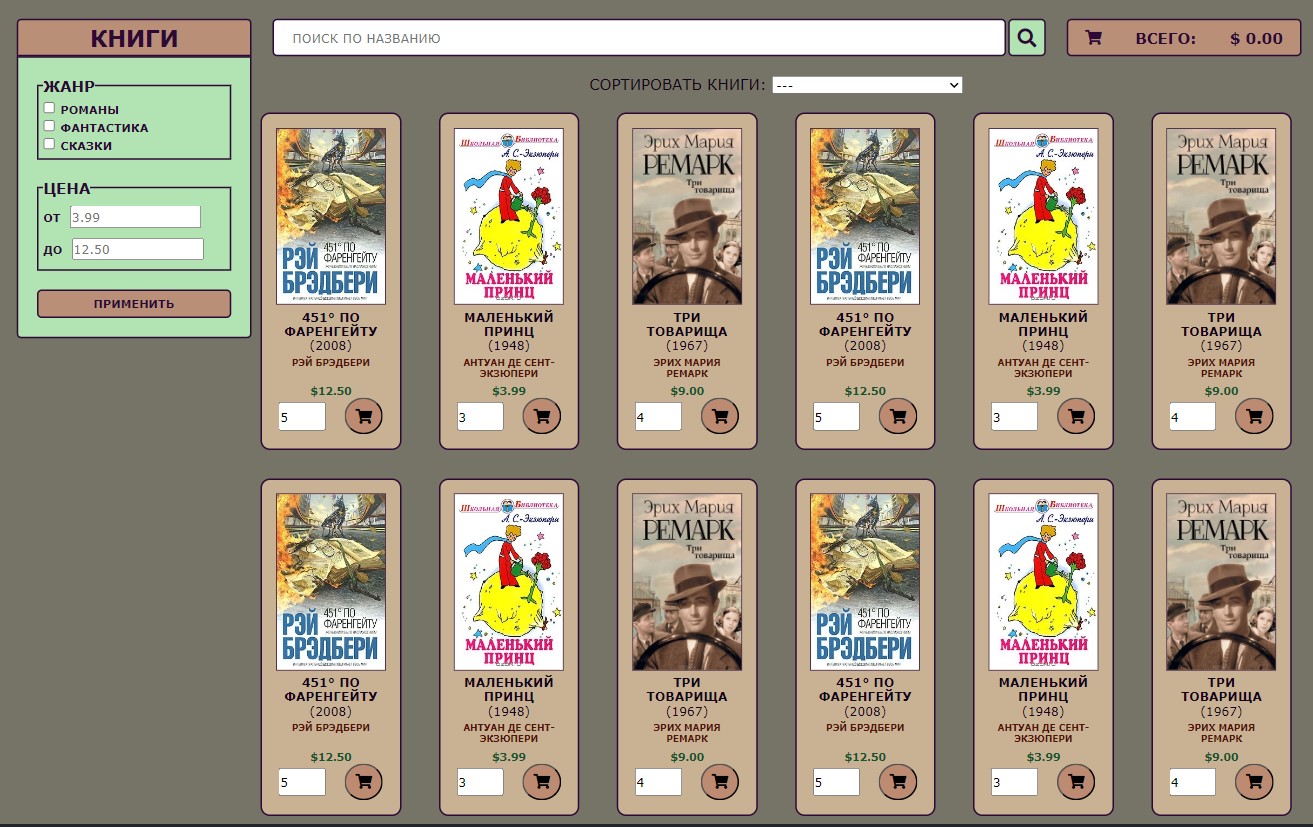 КНИГИ
ПОИСК ПО НАЗВАНИЮ
ВСЕГО: $ 0.00
СОРТИРОВАТЬ КНИГИ: ---
ЖАНР
РОМАНЫ
ФАНТАСТИКА
СКАЗКИ
ЦЕНА
ОТ 3.99
ДО 12.50
ПРИМЕНИТЬ
451° ПО
РЭЙ ФАРЕНГЕЙТУ
БРЭДБЕРИ
451° ПО
ФАРЕНГЕЙТУ
(2008)
РЭЙ БРЭДБЕРИ
$12.50
5
Школьная Библиотека
А. С.-Экзюпери
МАЛЕНЬКИЙ
ПРИНЦ
МАЛЕНЬКИЙ
ПРИНЦ
(1948)
АНТУАН ДЕ СЕНТ-
ЭКЗЮПЕРИ
$3.99
3
Эрих Мария
РЕМАРК
Три
товарища
ТРИ
ТОВАРИЩА
(1967)
ЭРИХ МАРИЯ
РЕМАРК
$9.00
4
451° ПО
РЭЙ ФАРЕНГЕЙТУ
БРЭДБЕРИ
451° ПО
ФАРЕНГЕЙТУ
(2008)
РЭЙ БРЭДБЕРИ
$12.50
5
Школьная Библиотека
А. С.-Экзюпери
МАЛЕНЬКИЙ
ПРИНЦ
МАЛЕНЬКИЙ
ПРИНЦ
(1948)
АНТУАН ДЕ СЕНТ-
ЭКЗЮПЕРИ
$3.99
3
Эрих Мария
РЕМАРК
Три
товарища
ТРИ
ТОВАРИЩА
(1967)
ЭРИХ МАРИЯ
РЕМАРК
$9.00
4
451° ПО
РЭЙ ФАРЕНГЕЙТУ
БРЭДБЕРИ
451° ПО
ФАРЕНГЕЙТУ
(2008)
РЭЙ БРЭДБЕРИ
$12.50
5
Школьная Библиотека
А. С.-Экзюпери
МАЛЕНЬКИЙ
ПРИНЦ
МАЛЕНЬКИЙ
ПРИНЦ
(1948)
АНТУАН ДЕ СЕНТ-
ЭКЗЮПЕРИ
$3.99
3
Эрих Мария
РЕМАРК
Три
товарища
ТРИ
ТОВАРИЩА
(1967)
ЭРИХ МАРИЯ
РЕМАРК
$9.00
4
451° ПО
РЭЙ ФАРЕНГЕЙТУ
БРЭДБЕРИ
451° ПО
ФАРЕНГЕЙТУ
(2008)
РЭЙ БРЭДБЕРИ
$12.50
5
Школьная Библиотека
А. С.-Экзюпери
МАЛЕНЬКИЙ
ПРИНЦ
МАЛЕНЬКИЙ
ПРИНЦ
(1948)
АНТУАН ДЕ СЕНТ-
ЭКЗЮПЕРИ
$3.99
3
Эрих Мария
РЕМАРК
Три
товарища
ТРИ
ТОВАРИЩА
(1967)
ЭРИХ МАРИЯ
РЕМАРК
$9.00
4